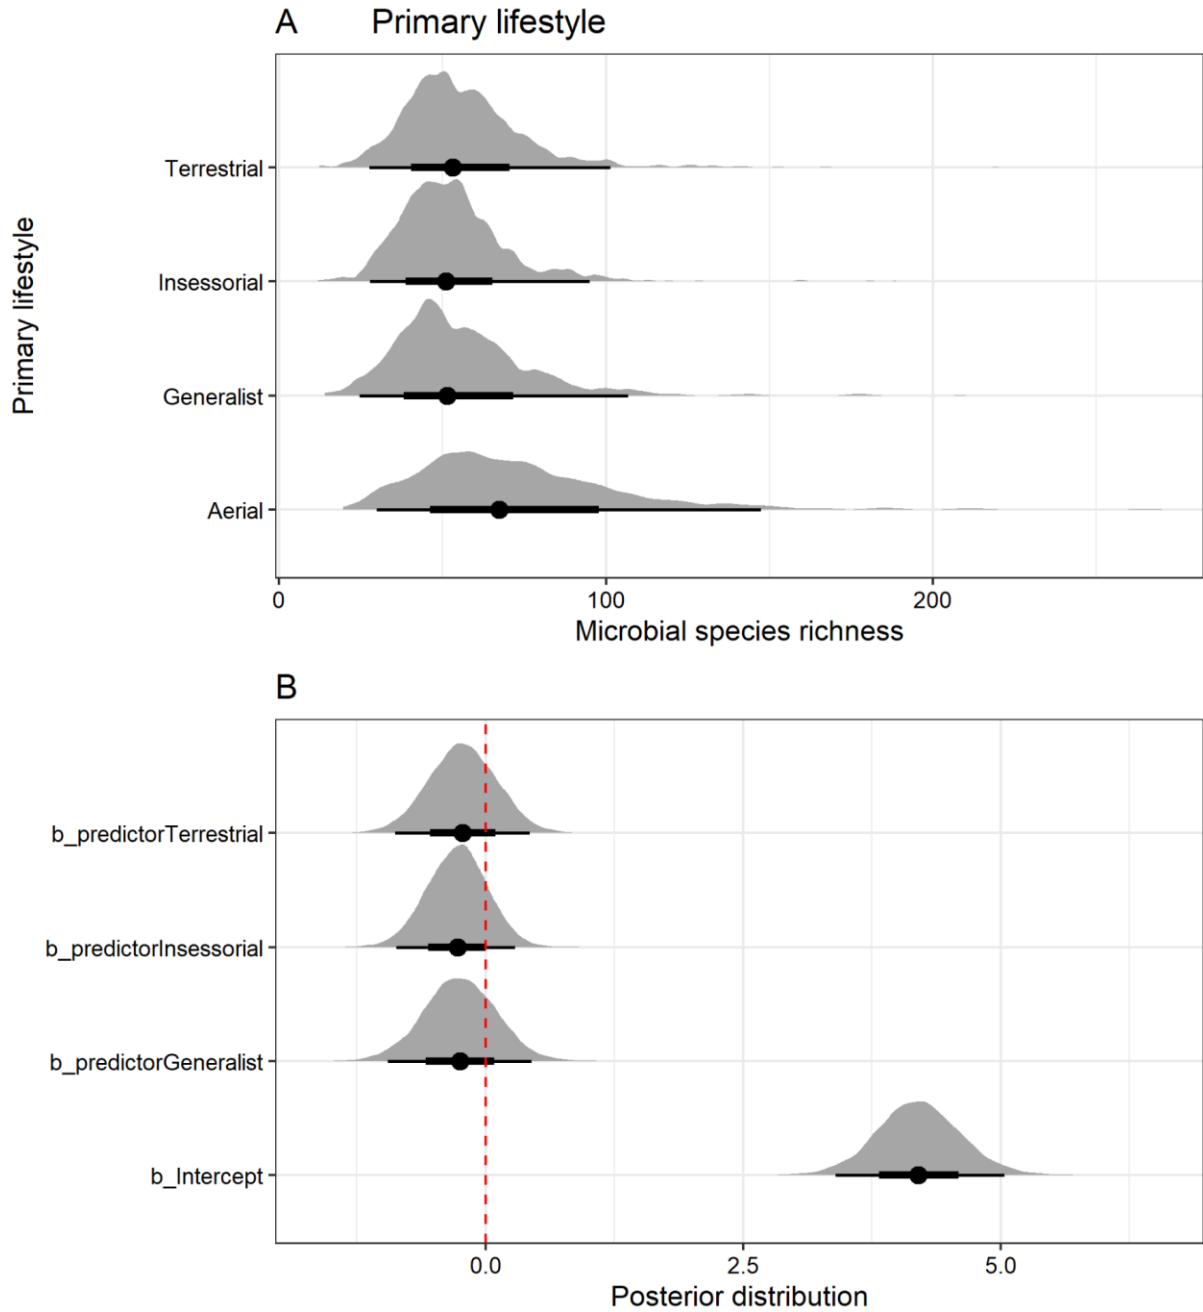 A Primary lifestyle
Primary lifestyle
Terrestrial
Insessorial
Generalist
Aerial
0 100 200
Microbial species richness
B
b_predictorTerrestrial
b_predictorInsessorial
b_predictorGeneralist
b_Intercept
0.0 2.5 5.0
Posterior distribution